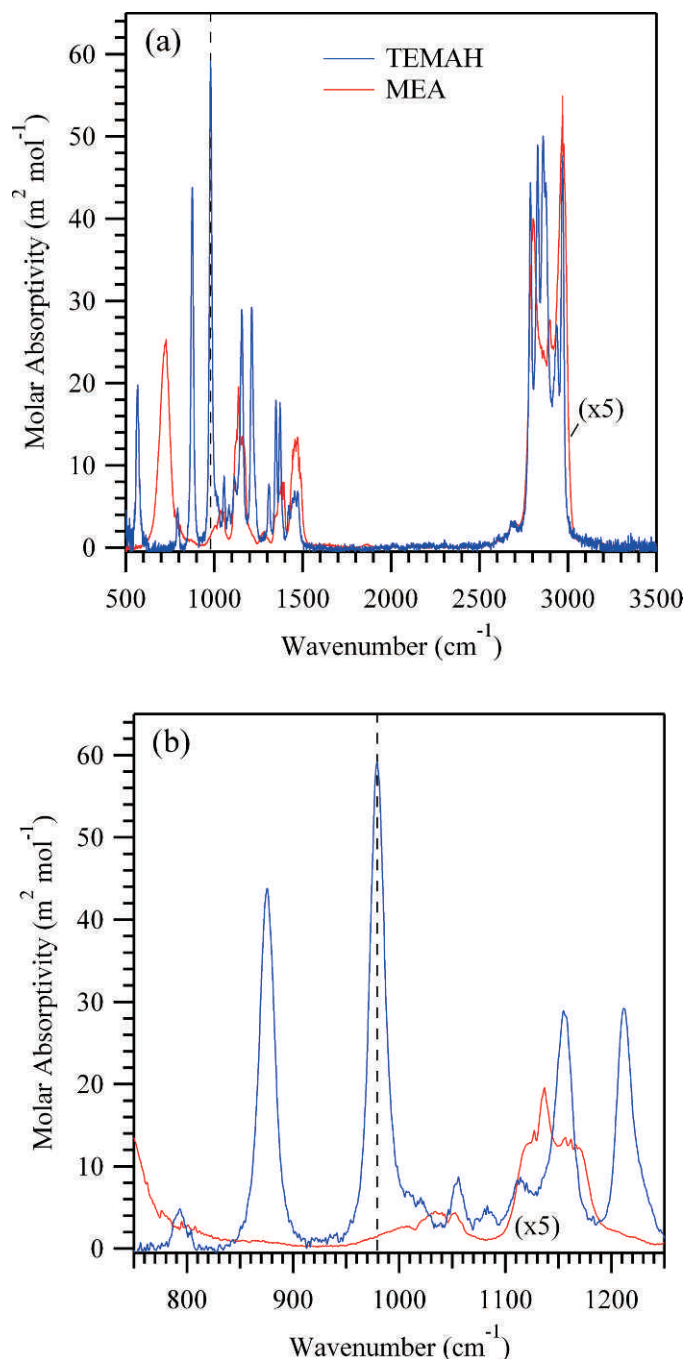 (a)
TEMAH
MEA
(x5)
Molar Absorptivity (m² mol⁻¹)
60
50
40
30
20
10
0
500 1000 1500 2000 2500 3000 3500
Wavenumber (cm⁻¹)
(b)
(x5)
Molar Absorptivity (m² mol⁻¹)
60
50
40
30
20
10
0
800 900 1000 1100 1200
Wavenumber (cm⁻¹)